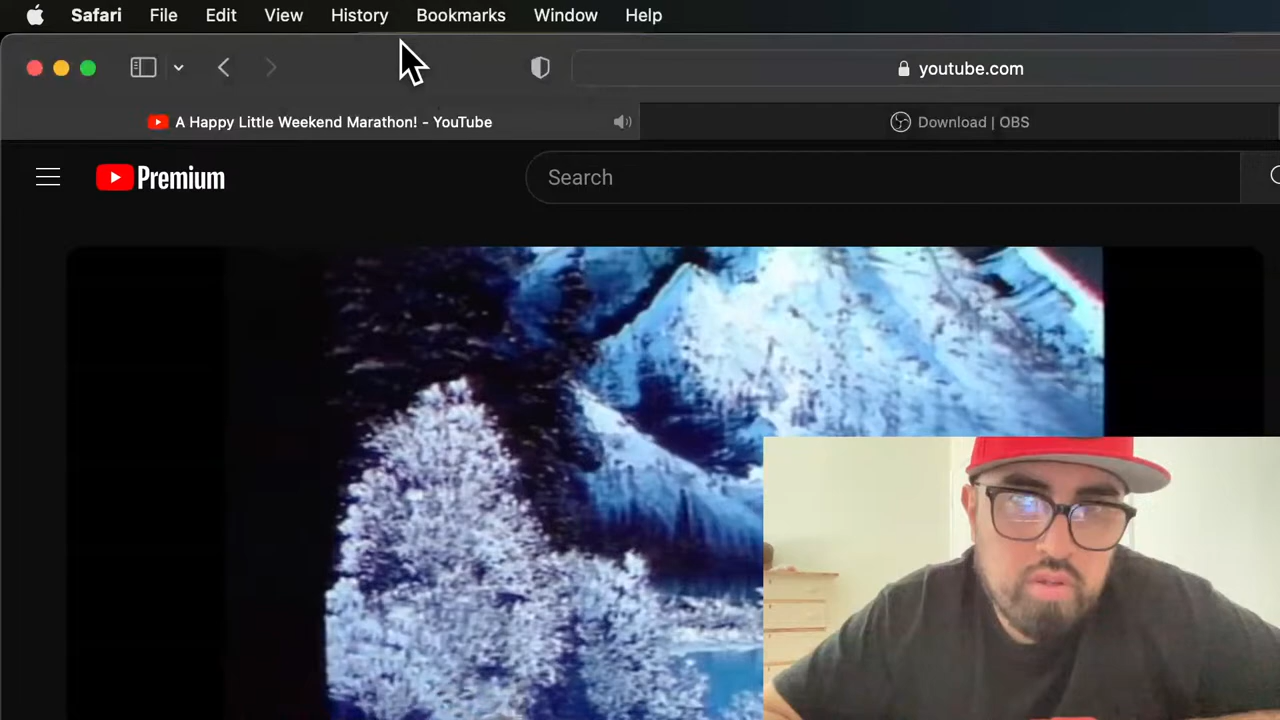 Safari File Edit View History Bookmarks Window Help
youtube.com
A Happy Little Weekend Marathon! - YouTube
Download | OBS
Premium
Search